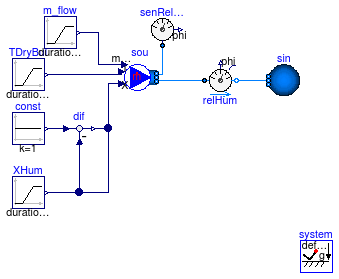 m_flow
senRel...
phi
TDryB...
duratio...
sou
m...
phi
sin
duratio...
relHum
const
dif
k=1
XHum
duratio...
system
def...
g